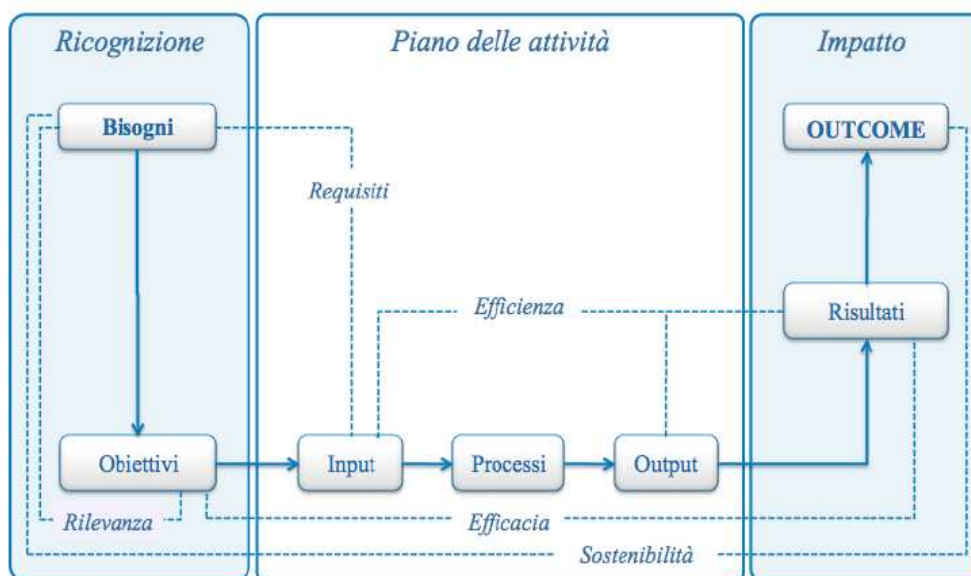 Ricognizione
Piano delle attività
Impatto
Bisogni
OUTCOME
Requisiti
Efficienza
Risultati
Obiettivi
Input
Processi
Output
Rilevanza
Efficacia
Sostenibilità